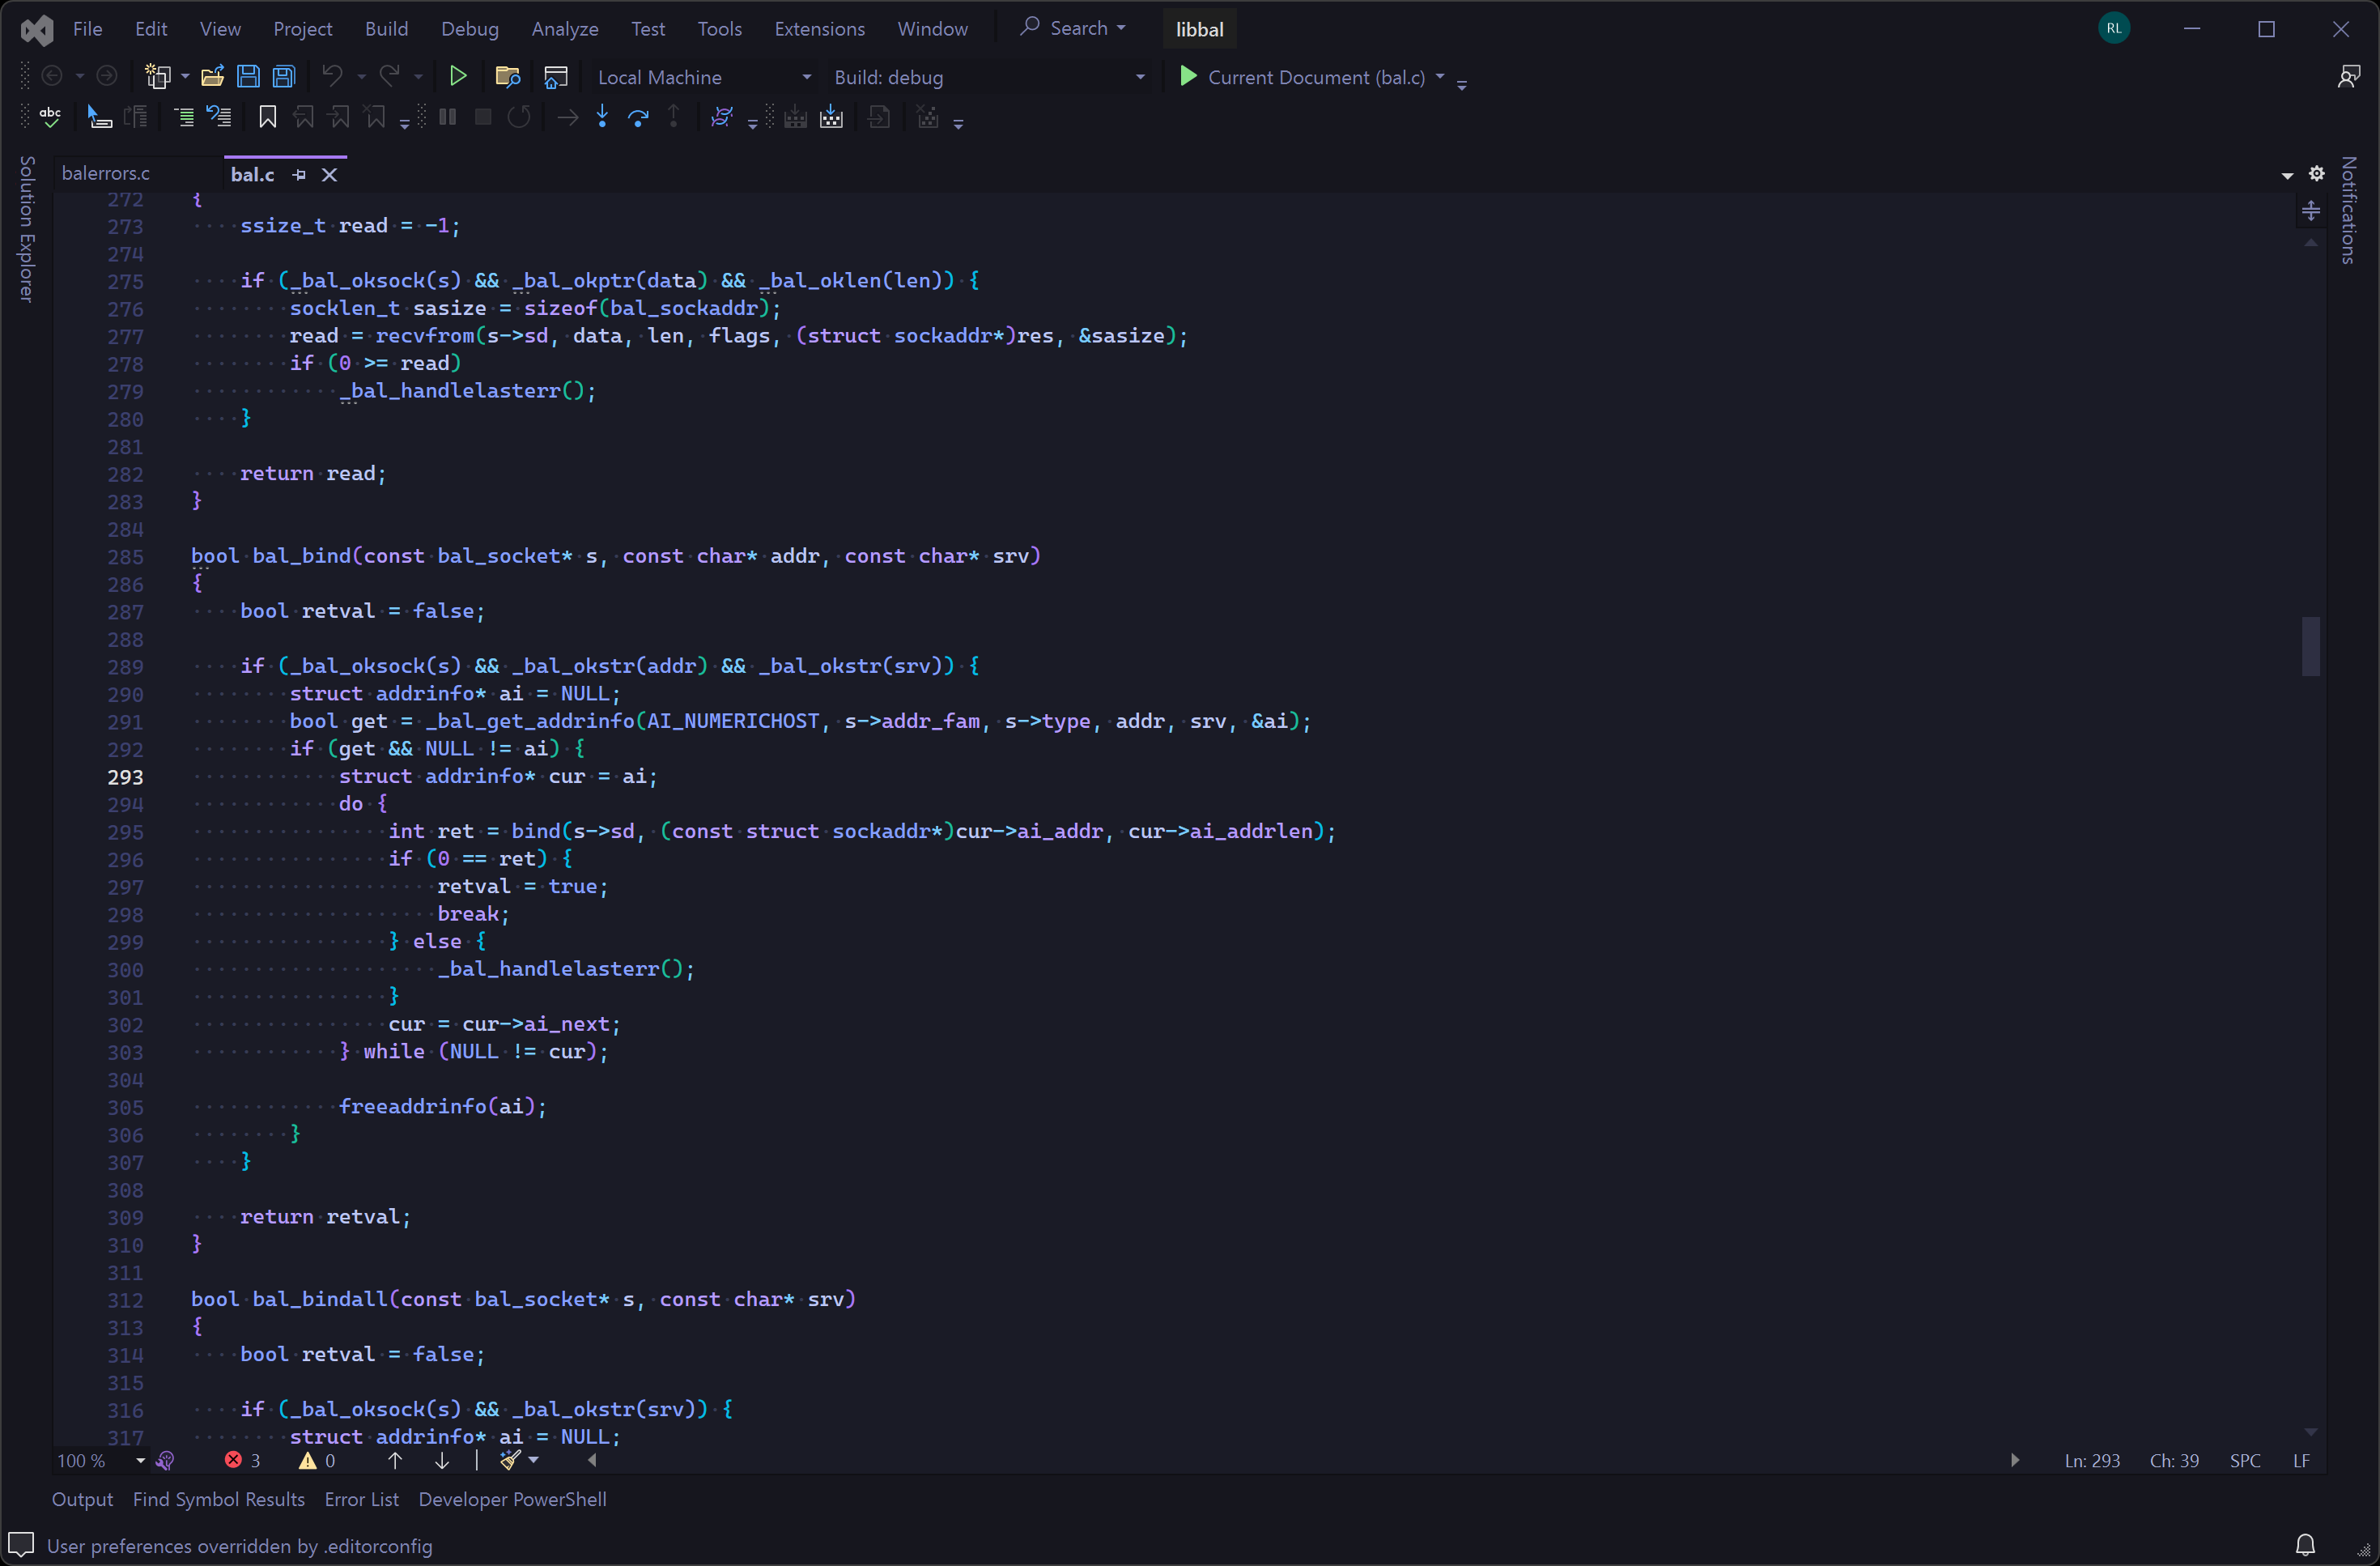 File Edit View Project Build Debug Analyze Test Tools Extensions Window Search libbal RL
Local Machine Build: debug Current Document (bal.c)
abc
Solution Explorer
Notifications
balerrors.c bal.c
272 {
273 ssize_t read = -1;
274
275 if (_bal_oksock(s) && _bal_okptr(data) && _bal_oklen(len)) {
276 socklen_t sasize = sizeof(bal_sockaddr);
277 read = recvfrom(s->sd, data, len, flags, (struct sockaddr*)res, &sasize);
278 if (0 >= read)
279 _bal_handlelasterr();
280 }
281
282 return read;
283 }
284
285 bool bal_bind(const bal_socket* s, const char* addr, const char* srv)
286 {
287 bool retval = false;
288
289 if (_bal_oksock(s) && _bal_okstr(addr) && _bal_okstr(srv)) {
290 struct addrinfo* ai = NULL;
291 bool get = _bal_get_addrinfo(AI_NUMERICHOST, s->addr_fam, s->type, addr, srv, &ai);
292 if (get && NULL != ai) {
293 struct addrinfo* cur = ai;
294 do {
295 int ret = bind(s->sd, (const struct sockaddr*)cur->ai_addr, cur->ai_addrlen);
296 if (0 == ret) {
297 retval = true;
298 break;
299 } else {
300 _bal_handlelasterr();
301 }
302 cur = cur->ai_next;
303 } while (NULL != cur);
304
305 freeaddrinfo(ai);
306 }
307 }
308
309 return retval;
310 }
311
312 bool bal_bindall(const bal_socket* s, const char* srv)
313 {
314 bool retval = false;
315
316 if (_bal_oksock(s) && _bal_okstr(srv)) {
317 struct addrinfo* ai = NULL;
100 % 3 0 Ln: 293 Ch: 39 SPC LF
Output Find Symbol Results Error List Developer PowerShell
User preferences overridden by .editorconfig